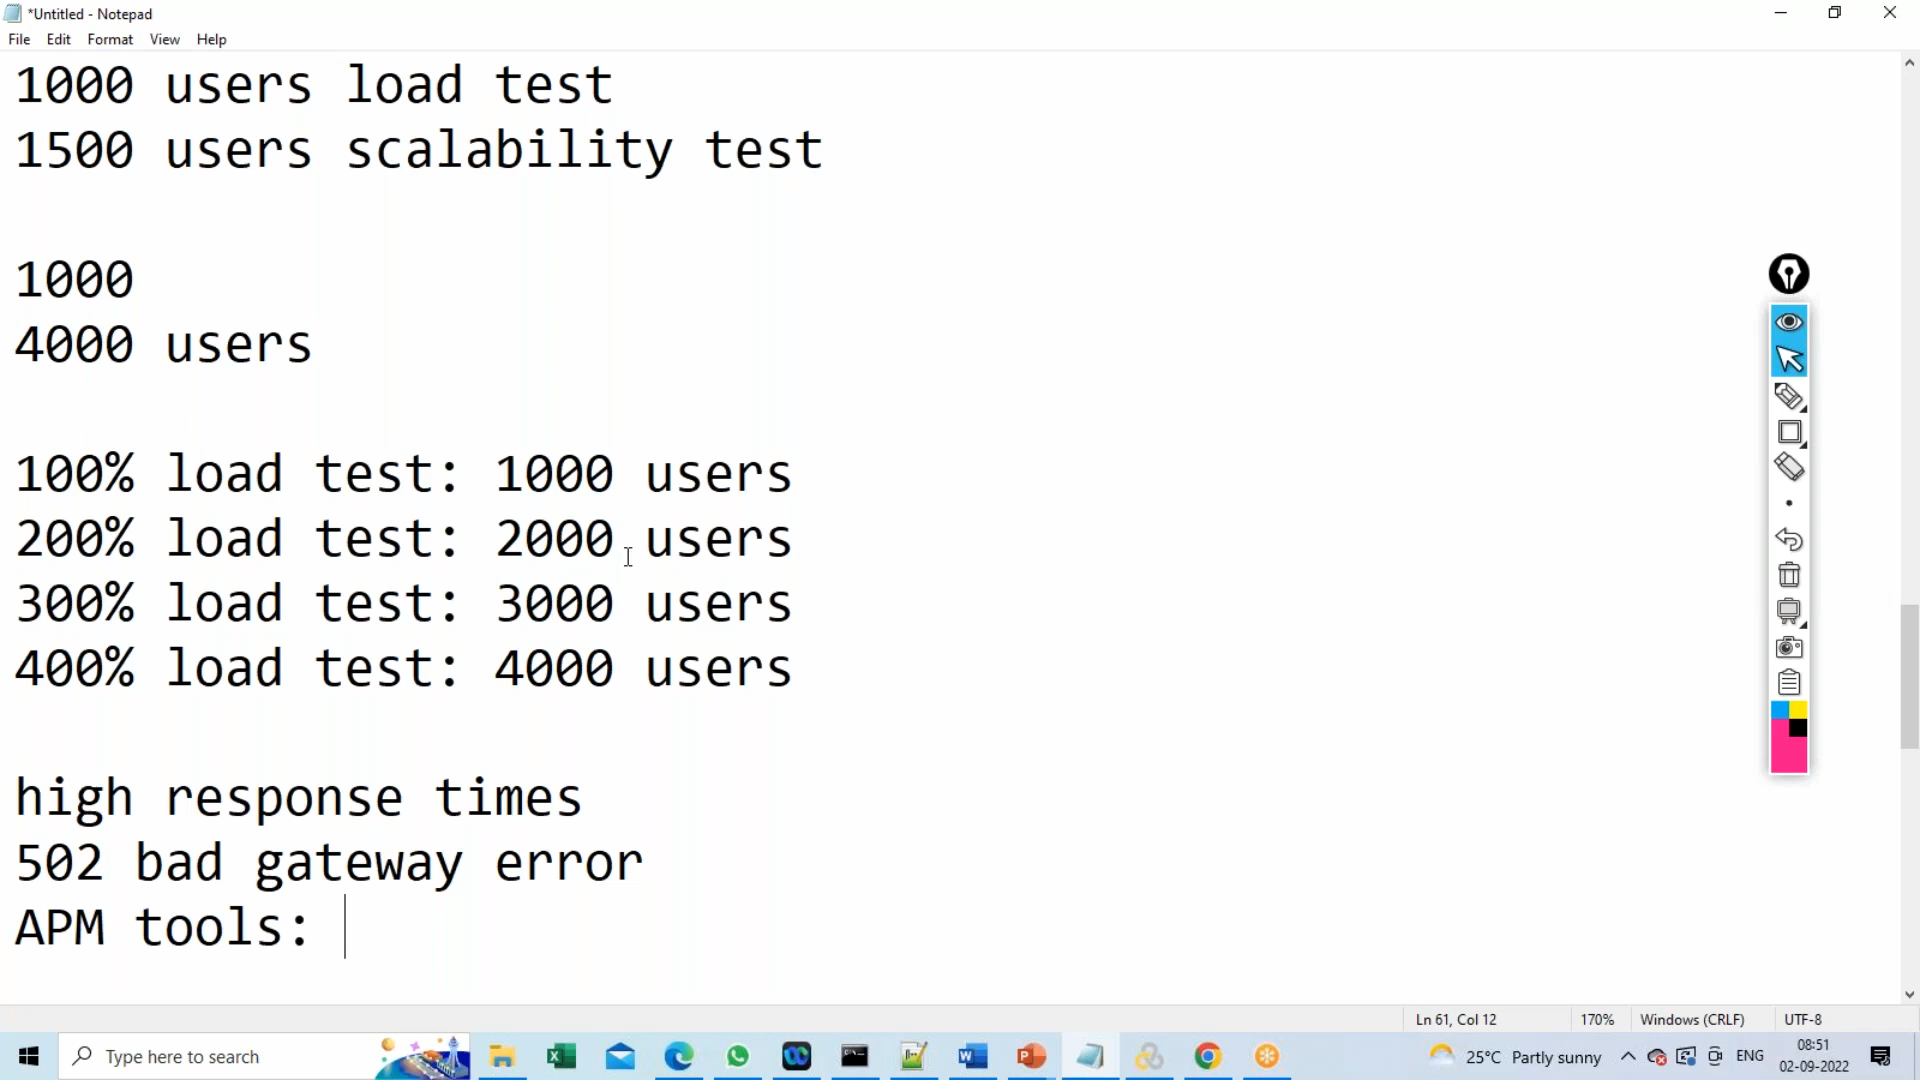 *Untitled - Notepad
File Edit Format View Help
1000 users load test
1500 users scalability test
1000
4000 users
100% load test: 1000 users
200% load test: 2000 users
300% load test: 3000 users
400% load test: 4000 users
high response times
502 bad gateway error
APM tools:
Ln 61, Col 12 170% Windows (CRLF) UTF-8
Type here to search 25°C Partly sunny ENG 08:51
02-09-2022